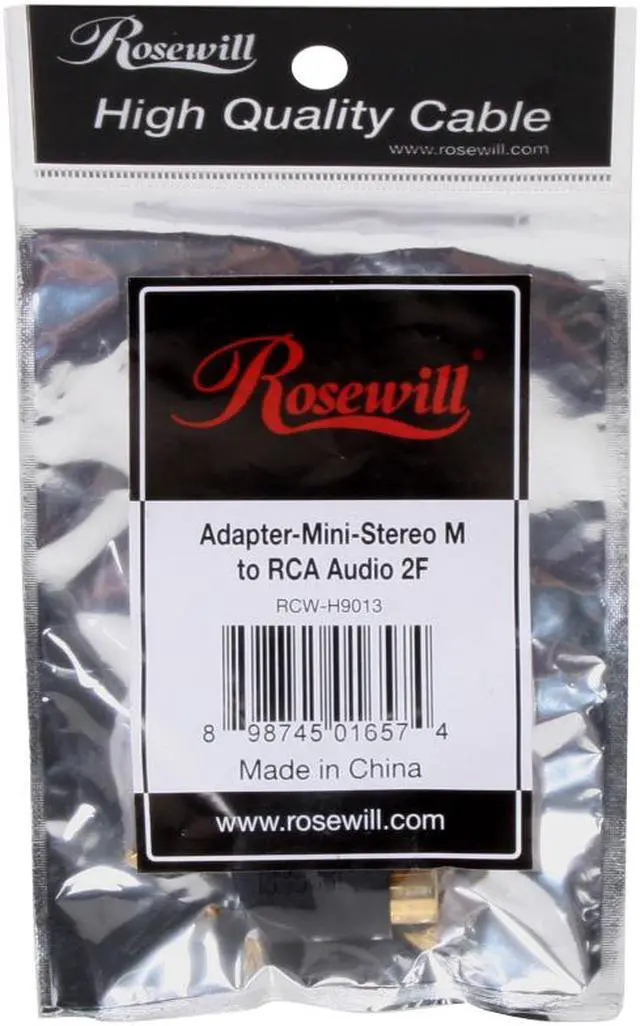 Rosewill
High Quality Cable
www.rosewill.com
Rosewill®
Adapter-Mini-Stereo M
to RCA Audio 2F
RCW-H9013
8 98745 01657 4
Made in China
www.rosewill.com